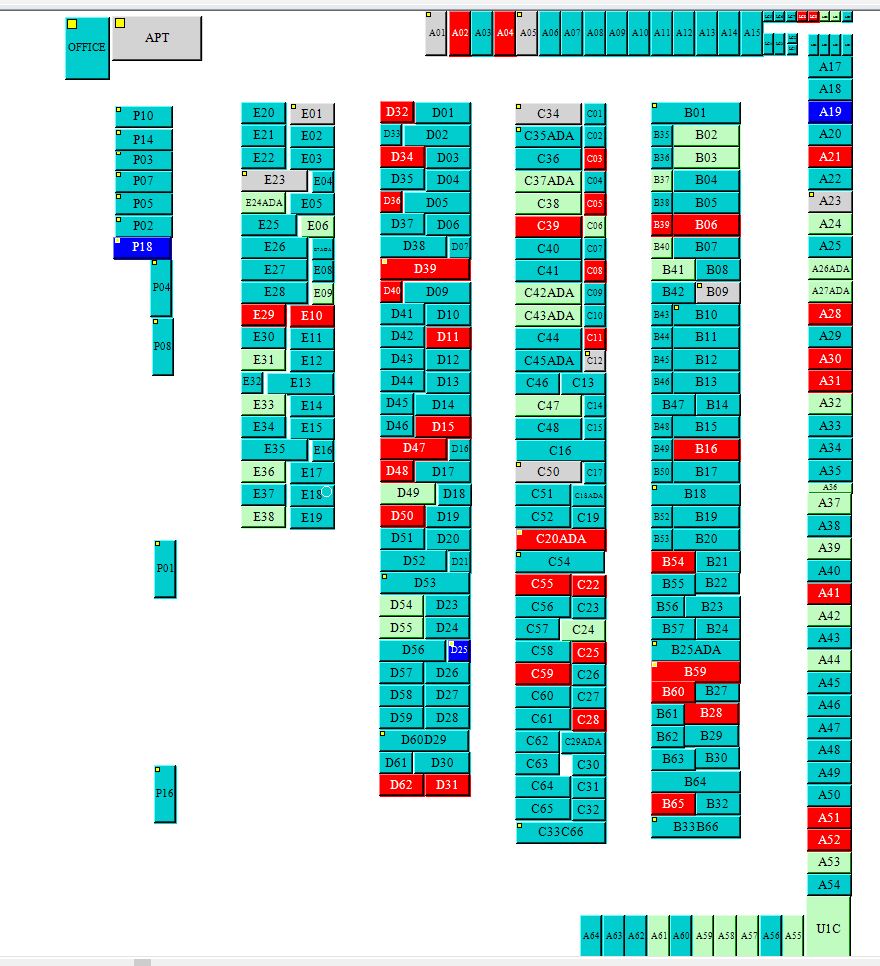 OFFICE
APT
A01 A02 A03 A04 A05 A06 A07 A08 A09 A10 A11 A12 A13 A14 A15
A17
A18
A19
A20
A21
A22
A23
A24
A25
A26ADA
A27ADA
A28
A29
A30
A31
A32
A33
A34
A35
A36
A37
A38
A39
A40
A41
A42
A43
A44
A45
A46
A47
A48
A49
A50
A51
A52
A53
A54
U1C
A64 A63 A62 A61 A60 A59 A58 A57 A56 A55
P10
P14
P03
P07
P05
P02
P18
P04
P08
P01
P16
E20 E01
E21 E02
E22 E03
E23 E04
E24ADA E05
E25 E06
E26
E27 E08
E28 E09
E29 E10
E30 E11
E31 E12
E32 E13
E33 E14
E34 E15
E35 E16
E36 E17
E37 E18
E38 E19
D32 D01
D33 D02
D34 D03
D35 D04
D36 D05
D37 D06
D38 D07
D39
D40 D09
D41 D10
D42 D11
D43 D12
D44 D13
D45 D14
D46 D15
D47 D16
D48 D17
D49 D18
D50 D19
D51 D20
D52 D21
D53
D54 D23
D55 D24
D56 D25
D57 D26
D58 D27
D59 D28
D60D29
D61 D30
D62 D31
C34 C01
C35ADA C02
C36 C03
C37ADA C04
C38 C05
C39 C06
C40 C07
C41 C08
C42ADA C09
C43ADA C10
C44 C11
C45ADA C12
C46 C13
C47 C14
C48 C15
C16
C50 C17
C51 C18ADA
C52 C19
C20ADA
C54
C55 C22
C56 C23
C57 C24
C58 C25
C59 C26
C60 C27
C61 C28
C62 C29ADA
C63 C30
C64 C31
C65 C32
C33C66
B01
B35 B02
B36 B03
B37 B04
B38 B05
B39 B06
B40 B07
B41 B08
B42 B09
B43 B10
B44 B11
B45 B12
B46 B13
B47 B14
B48 B15
B49 B16
B50 B17
B18
B52 B19
B53 B20
B54 B21
B55 B22
B56 B23
B57 B24
B25ADA
B59
B60 B27
B61 B28
B62 B29
B63 B30
B64
B65 B32
B33B66